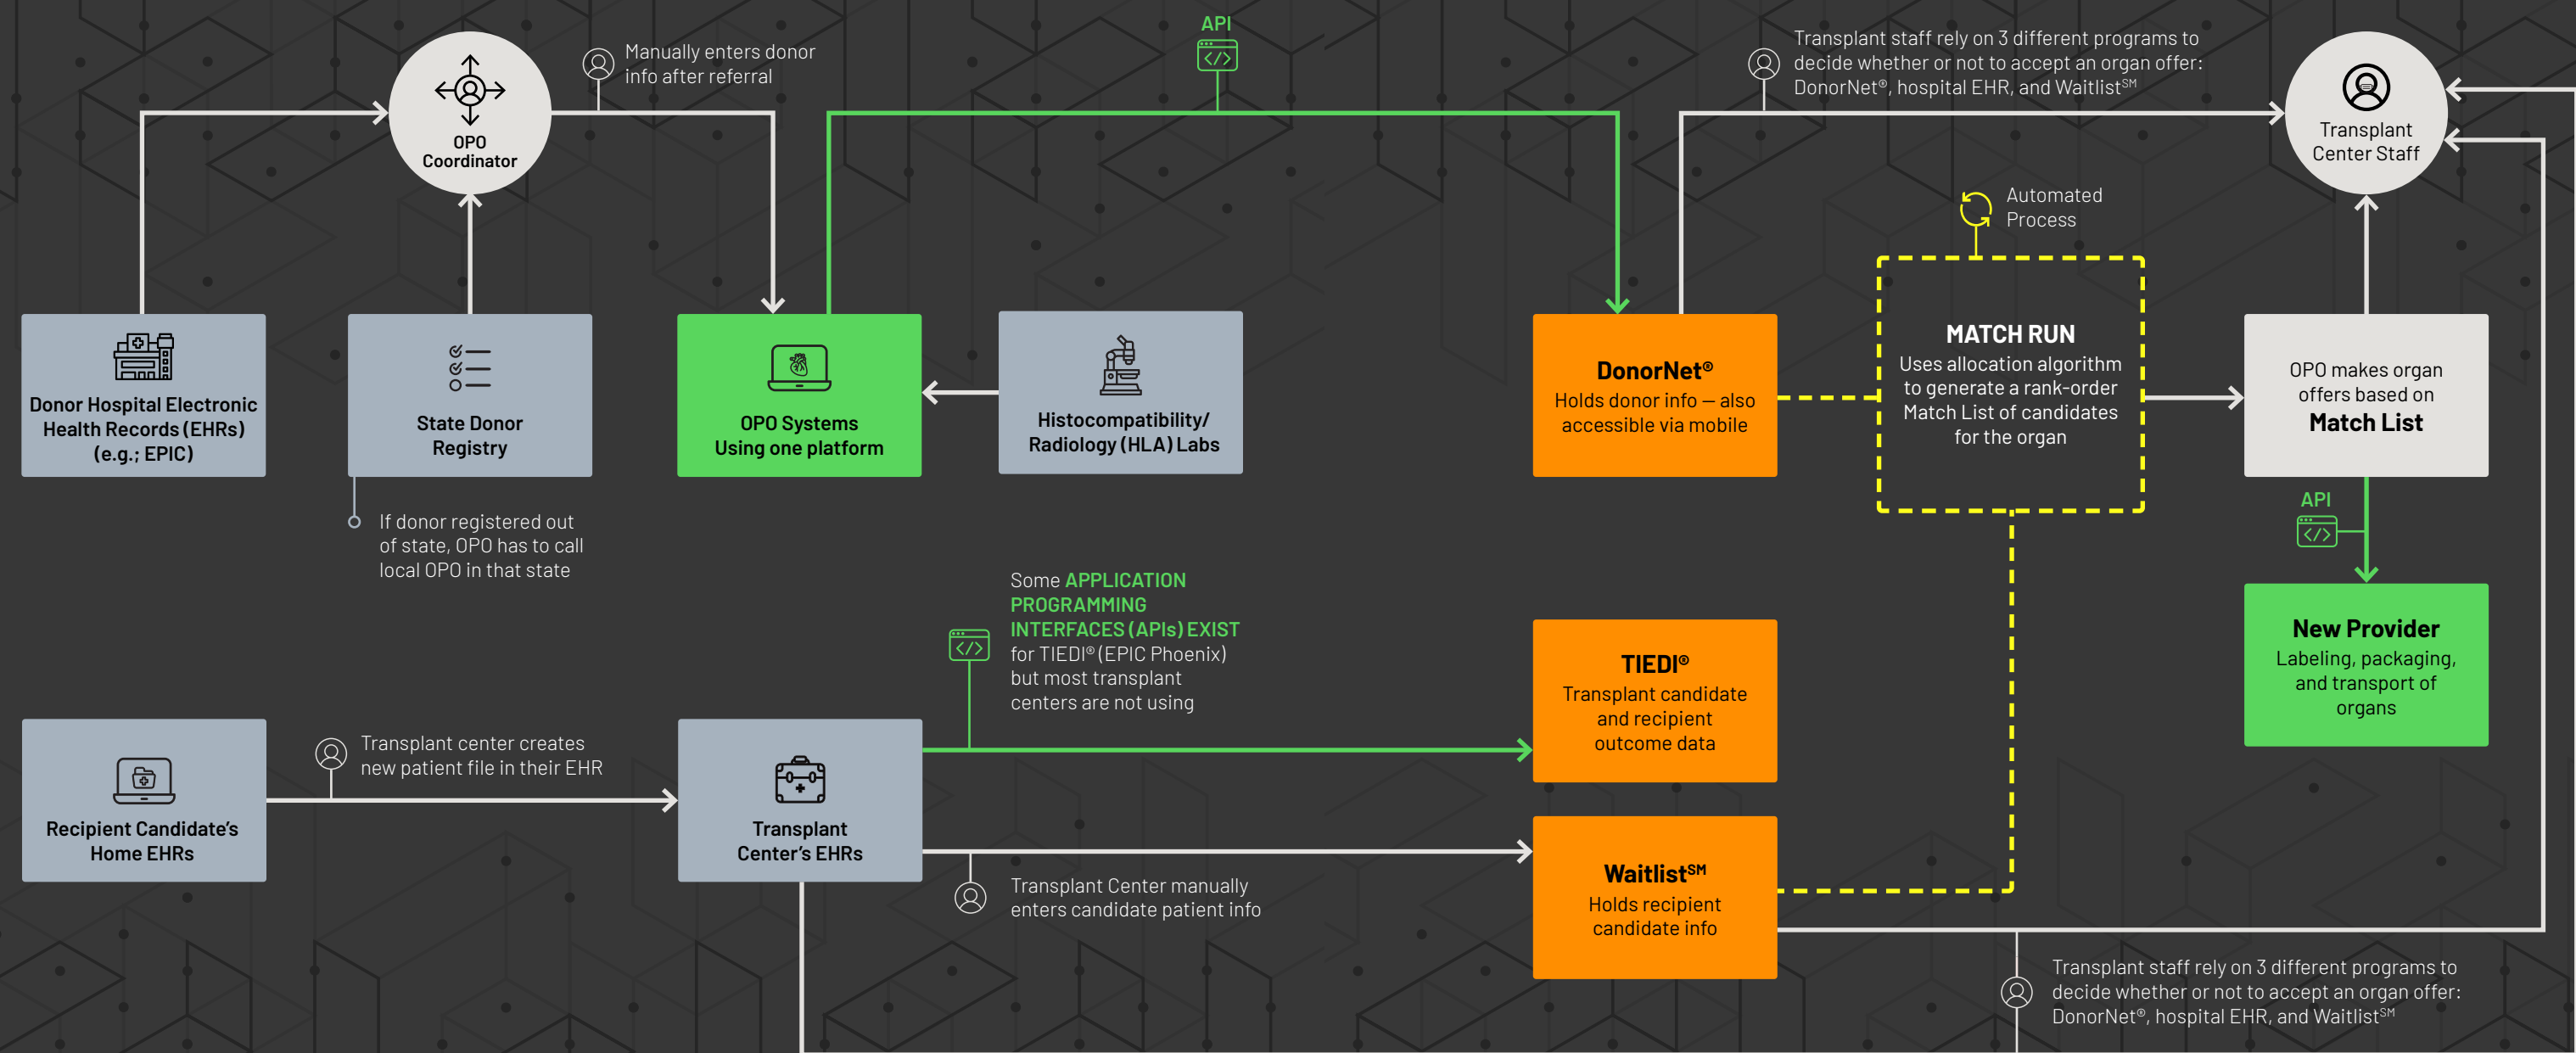 API
Manually enters donor
info after referral
Transplant staff rely on 3 different programs to
decide whether or not to accept an organ offer:
DonorNet®, hospital EHR, and Waitlist℠
OPO
Coordinator
Transplant
Center Staff
Automated
Process
Donor Hospital Electronic
Health Records (EHRs)
(e.g.; EPIC)
State Donor
Registry
OPO Systems
Using one platform
Histocompatibility/
Radiology (HLA) Labs
DonorNet®
Holds donor info — also
accessible via mobile
MATCH RUN
Uses allocation algorithm
to generate a rank-order
Match List of candidates
for the organ
OPO makes organ
offers based on
Match List
If donor registered out
of state, OPO has to call
local OPO in that state
API
Some APPLICATION
PROGRAMMING
INTERFACES (APIs) EXIST
for TIEDI® (EPIC Phoenix)
but most transplant
centers are not using
TIEDI®
Transplant candidate
and recipient
outcome data
New Provider
Labeling, packaging,
and transport of
organs
Recipient Candidate's
Home EHRs
Transplant center creates
new patient file in their EHR
Transplant
Center's EHRs
Transplant Center manually
enters candidate patient info
Waitlist℠
Holds recipient
candidate info
Transplant staff rely on 3 different programs to
decide whether or not to accept an organ offer:
DonorNet®, hospital EHR, and Waitlist℠